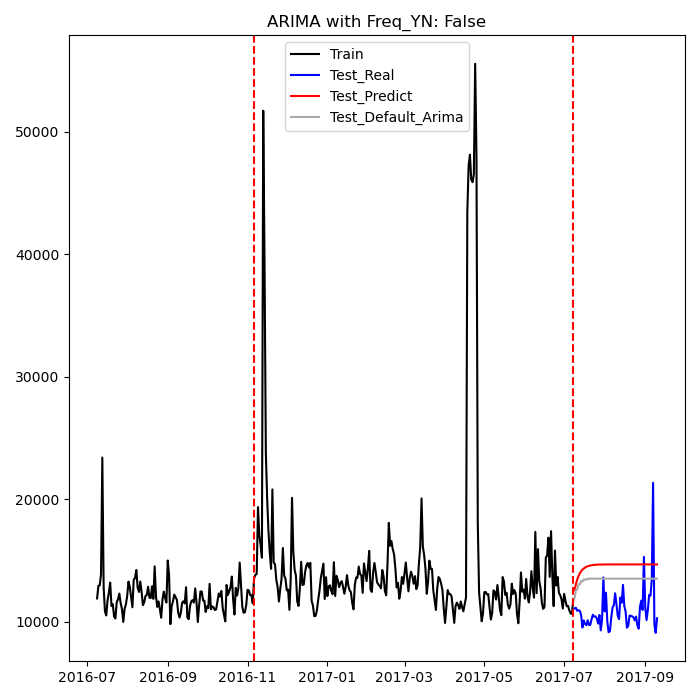 ARIMA with Freq_YN: False
Train
Test_Real
Test_Predict
Test_Default_Arima
50000
40000
30000
20000
10000
2016-07 2016-09 2016-11 2017-01 2017-03 2017-05 2017-07 2017-09